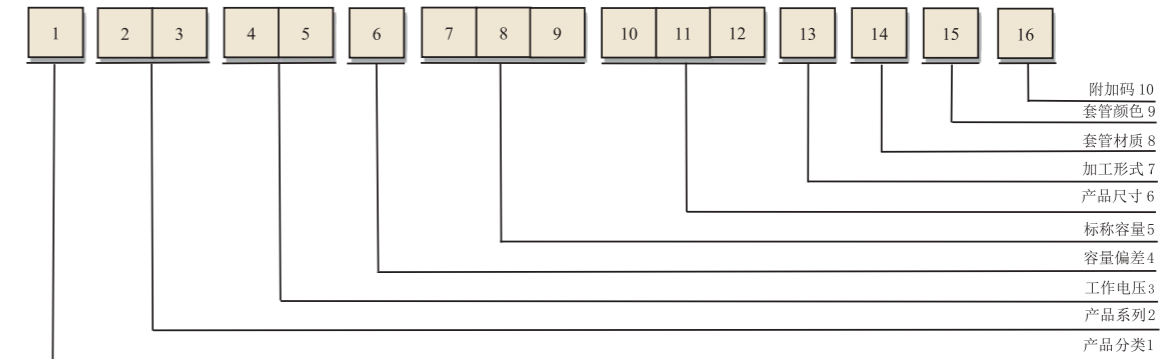 1 2 3 4 5 6 7 8 9 10 11 12 13 14 15 16
附加码 10
套管颜色 9
套管材质 8
加工形式 7
产品尺寸 6
标称容量5
容量偏差4
工作电压3
产品系列2
产品分类1